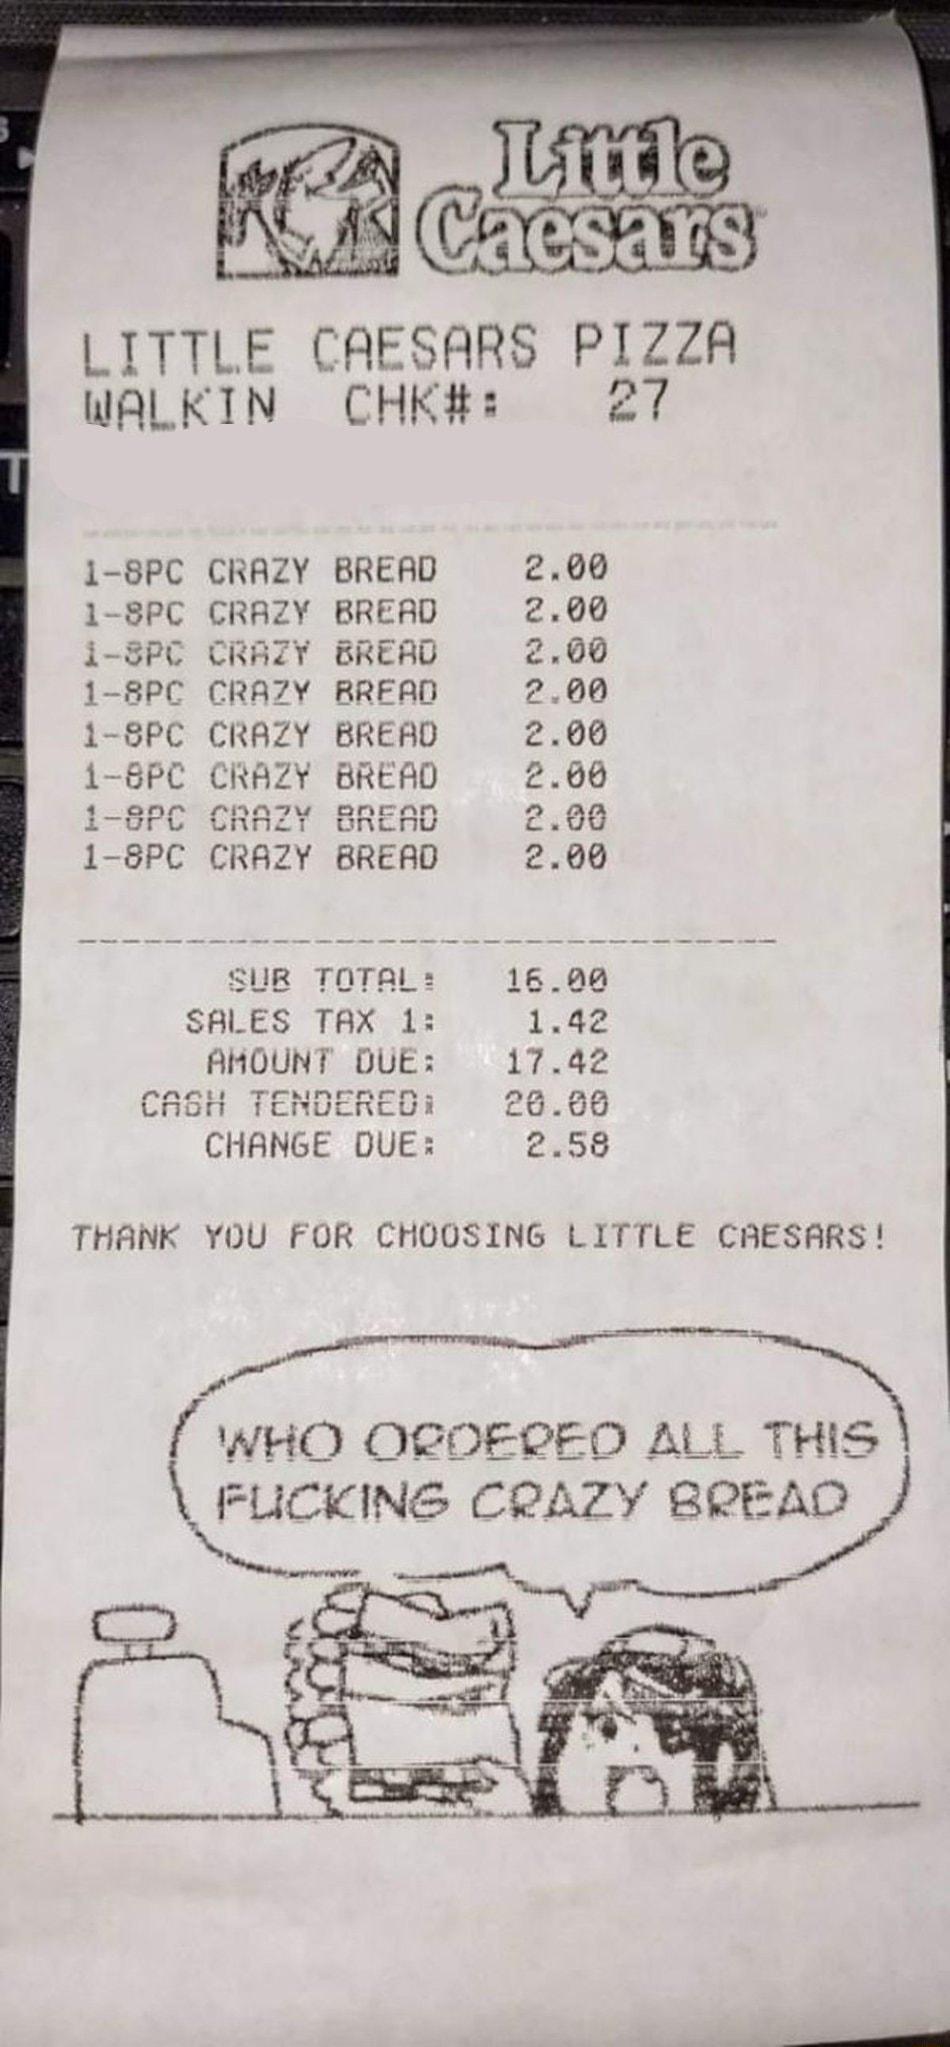 Little
Caesars
LITTLE CAESARS PIZZA
WALKIN CHK#: 27
1-8PC CRAZY BREAD 2.00
1-8PC CRAZY BREAD 2.00
1-8PC CRAZY BREAD 2.00
1-8PC CRAZY BREAD 2.00
1-8PC CRAZY BREAD 2.00
1-8PC CRAZY BREAD 2.00
1-8PC CRAZY BREAD 2.00
1-8PC CRAZY BREAD 2.00
SUB TOTAL: 16.00
SALES TAX 1: 1.42
AMOUNT DUE: 17.42
CASH TENDERED: 20.00
CHANGE DUE: 2.58
THANK YOU FOR CHOOSING LITTLE CAESARS!
WHO ORDERED ALL THIS
FUCKING CRAZY BREAD